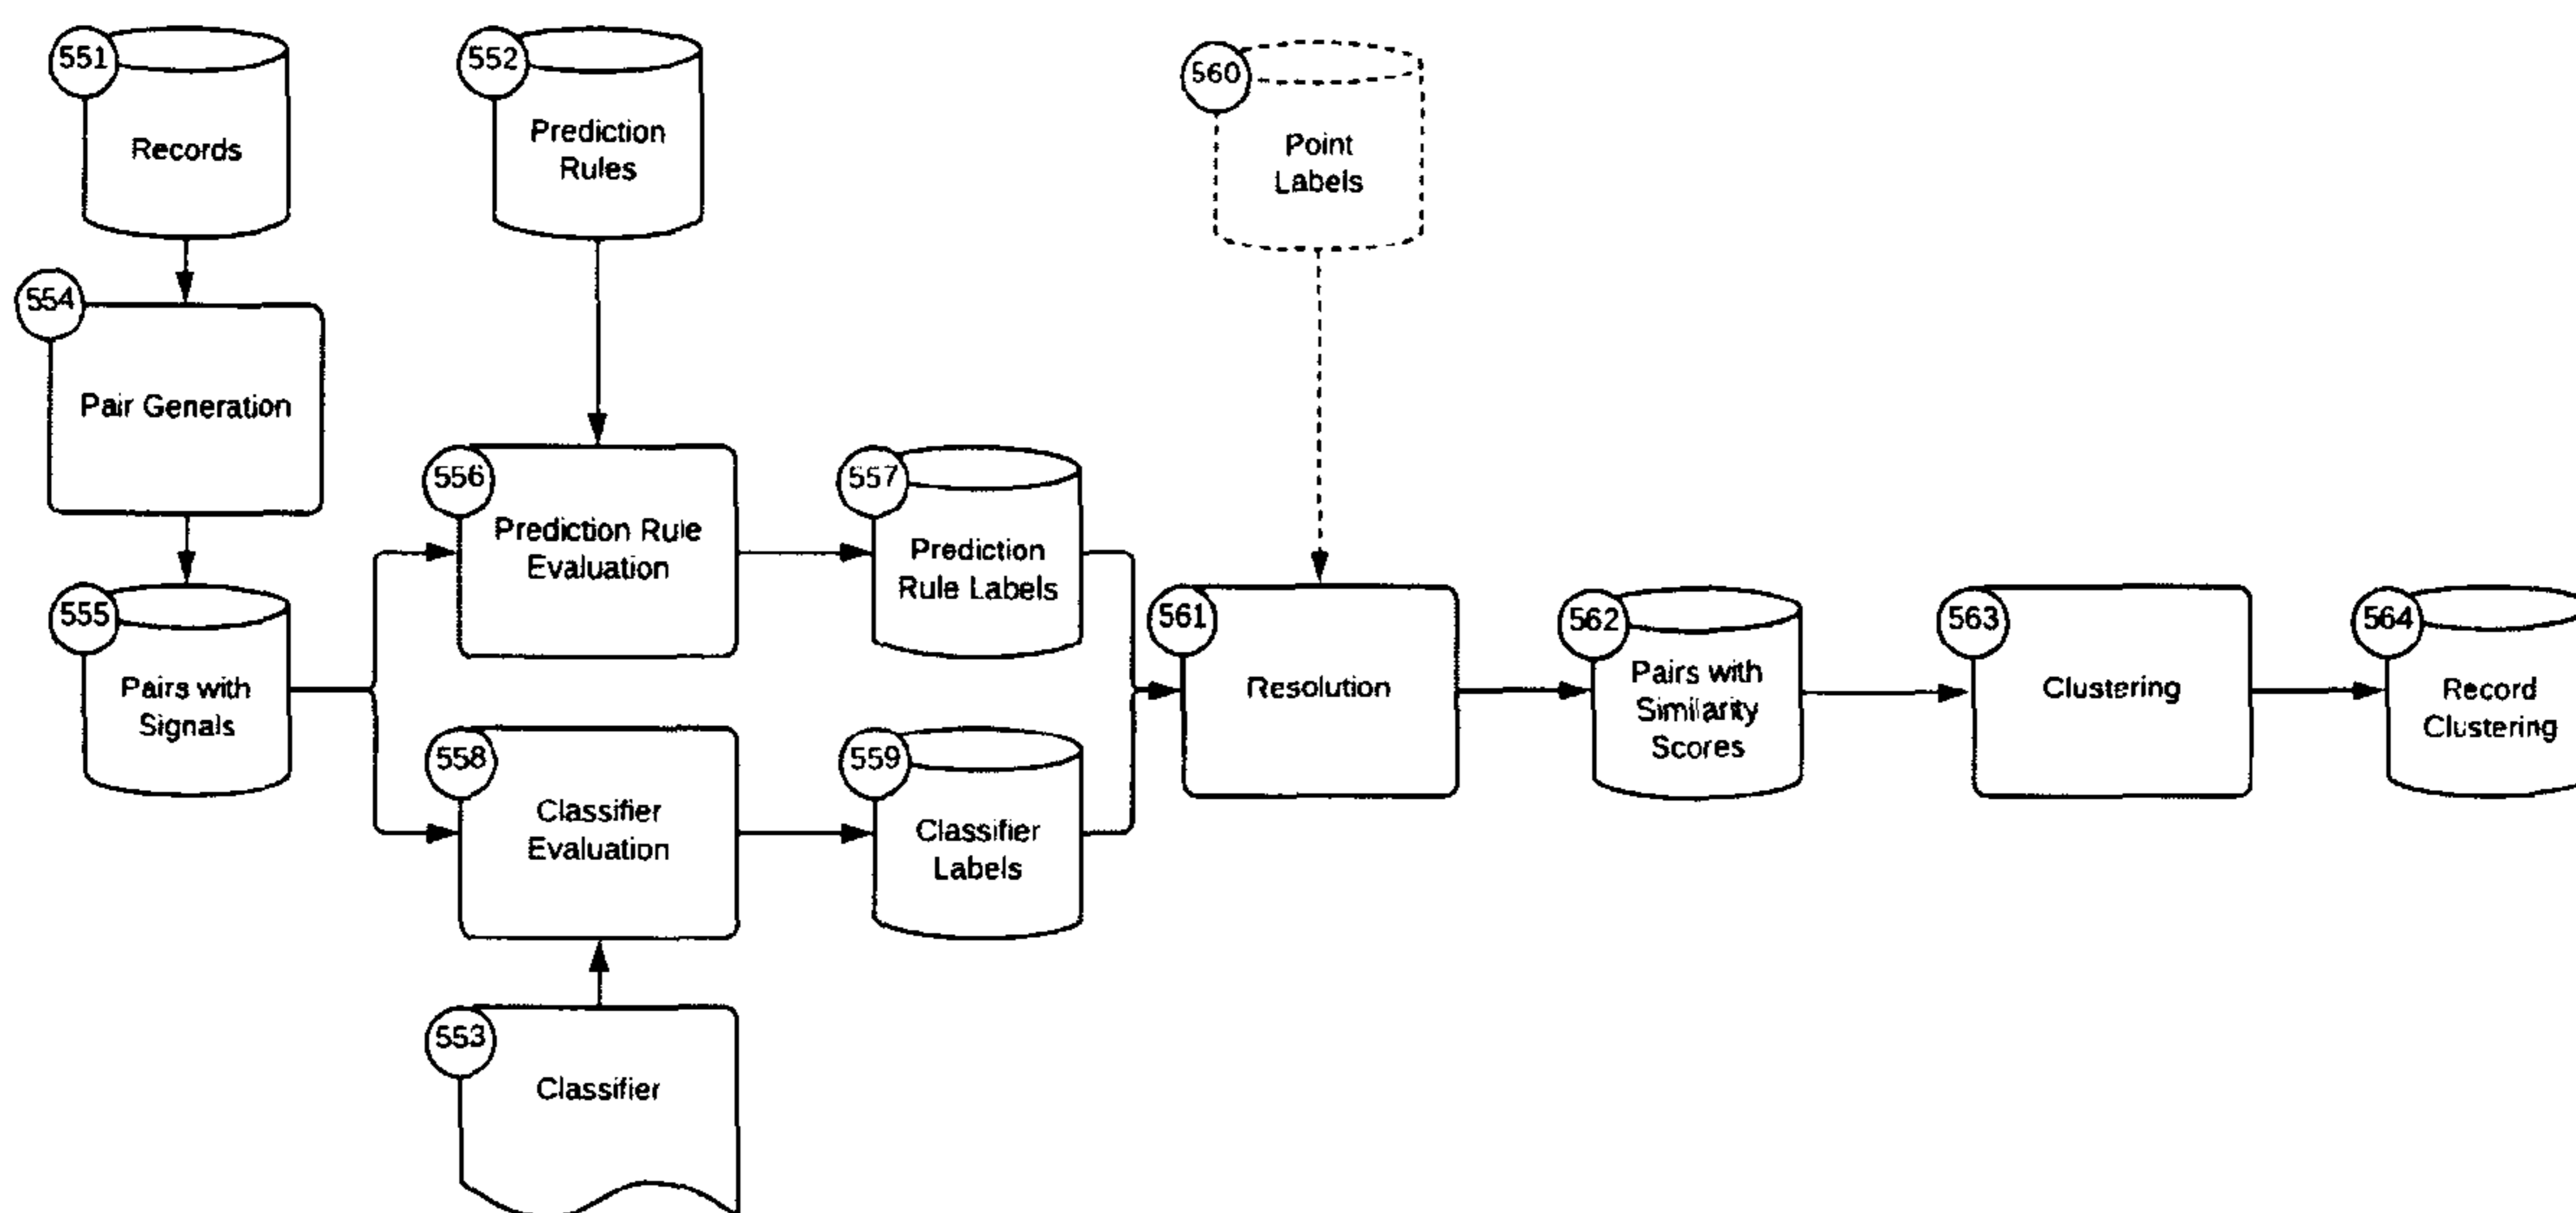 551
Records
552
Prediction
Rules
560
Point
Labels
554
Pair Generation
556
Prediction Rule
Evaluation
557
Prediction
Rule Labels
555
Pairs with
Signals
561
Resolution
562
Pairs with
Similarity
Scores
563
Clustering
564
Record
Clustering
558
Classifier
Evaluation
559
Classifier
Labels
553
Classifier